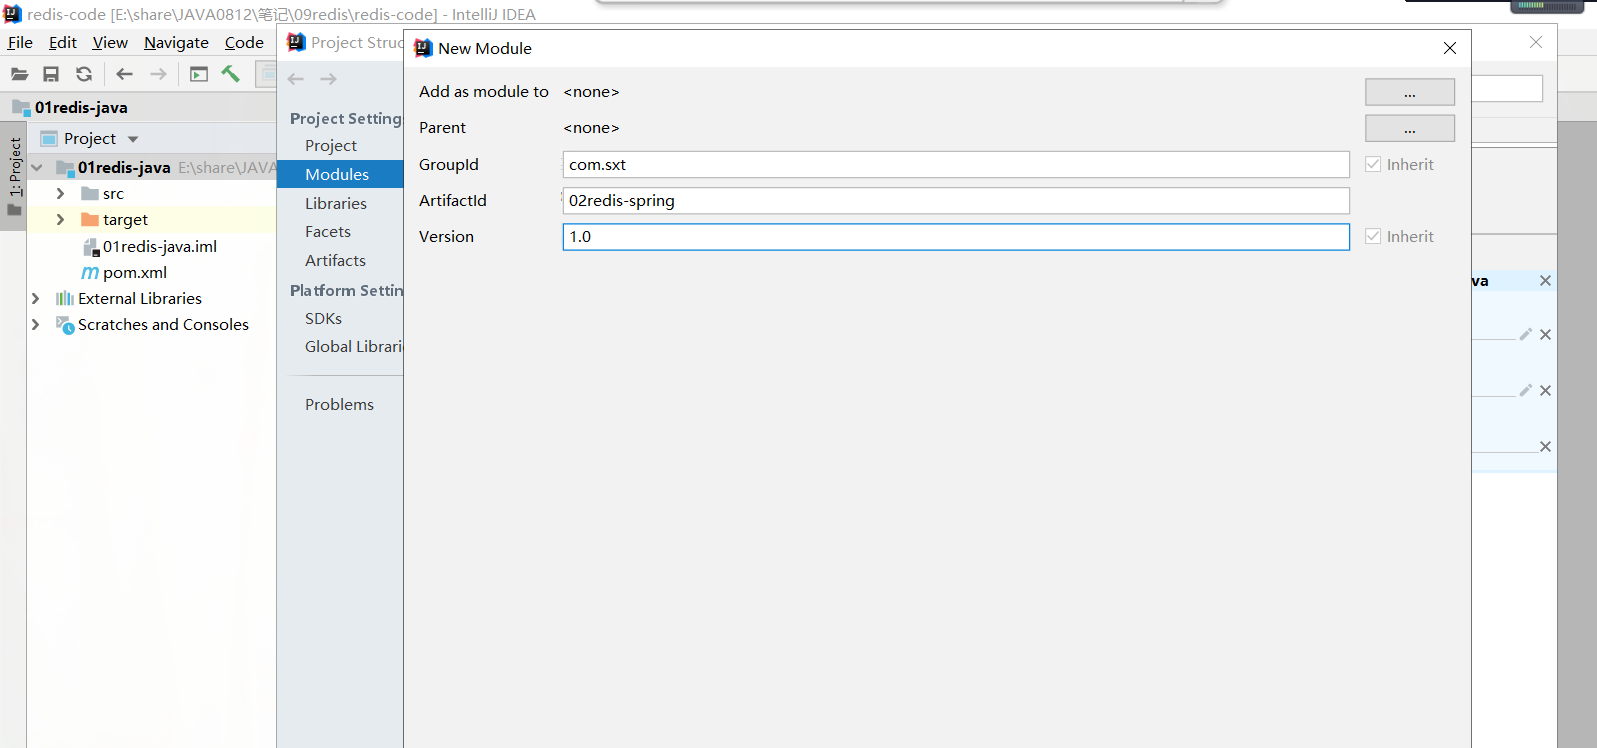 redis-code [E:\share\JAVA0812\笔记\09redis\redis-code] - IntelliJ IDEA
File Edit View Navigate Code
Project Struc
New Module
01redis-java
1: Project
Project
01redis-java E:\share\JAVA
src
target
01redis-java.iml
pom.xml
External Libraries
Scratches and Consoles
Project Setting
Project
Modules
Libraries
Facets
Artifacts
Platform Settin
SDKs
Global Librari
Problems
Add as module to <none> ...
Parent <none> ...
GroupId com.sxt Inherit
ArtifactId 02redis-spring
Version 1.0 Inherit
va